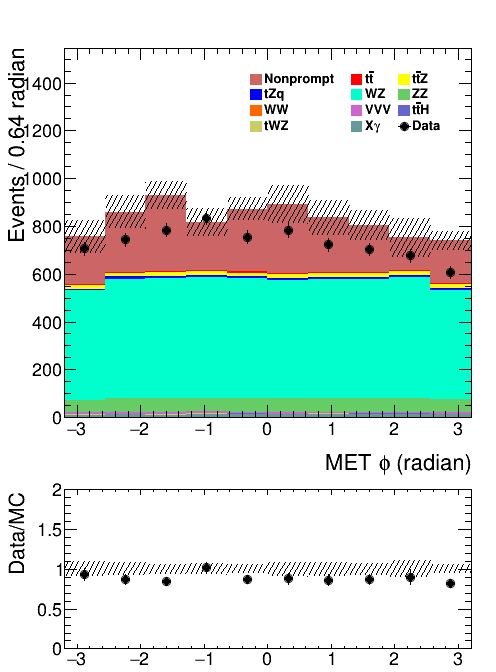 Events / 0.64 radian
1400
1200
1000
800
600
400
200
0
Nonprompt tt̄ tt̄Z
tZq WZ ZZ
WW VVV tt̄H
tWZ Xγ Data
−3 −2 −1 0 1 2 3
MET ϕ (radian)
Data/MC
2
1.5
1
0.5
0
−3 −2 −1 0 1 2 3